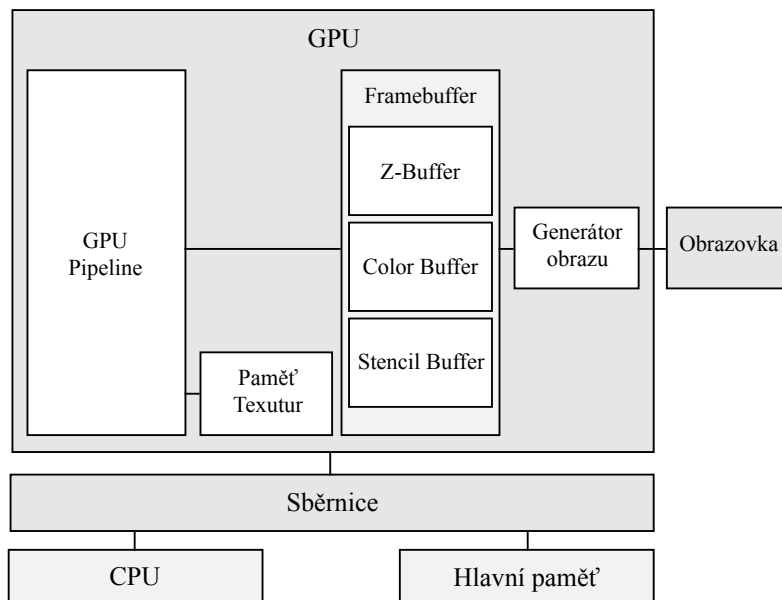 GPU
GPU
Pipeline
Paměť
Texutur
Framebuffer
Z-Buffer
Color Buffer
Stencil Buffer
Generátor
obrazu
Obrazovka
Sběrnice
CPU
Hlavní paměť